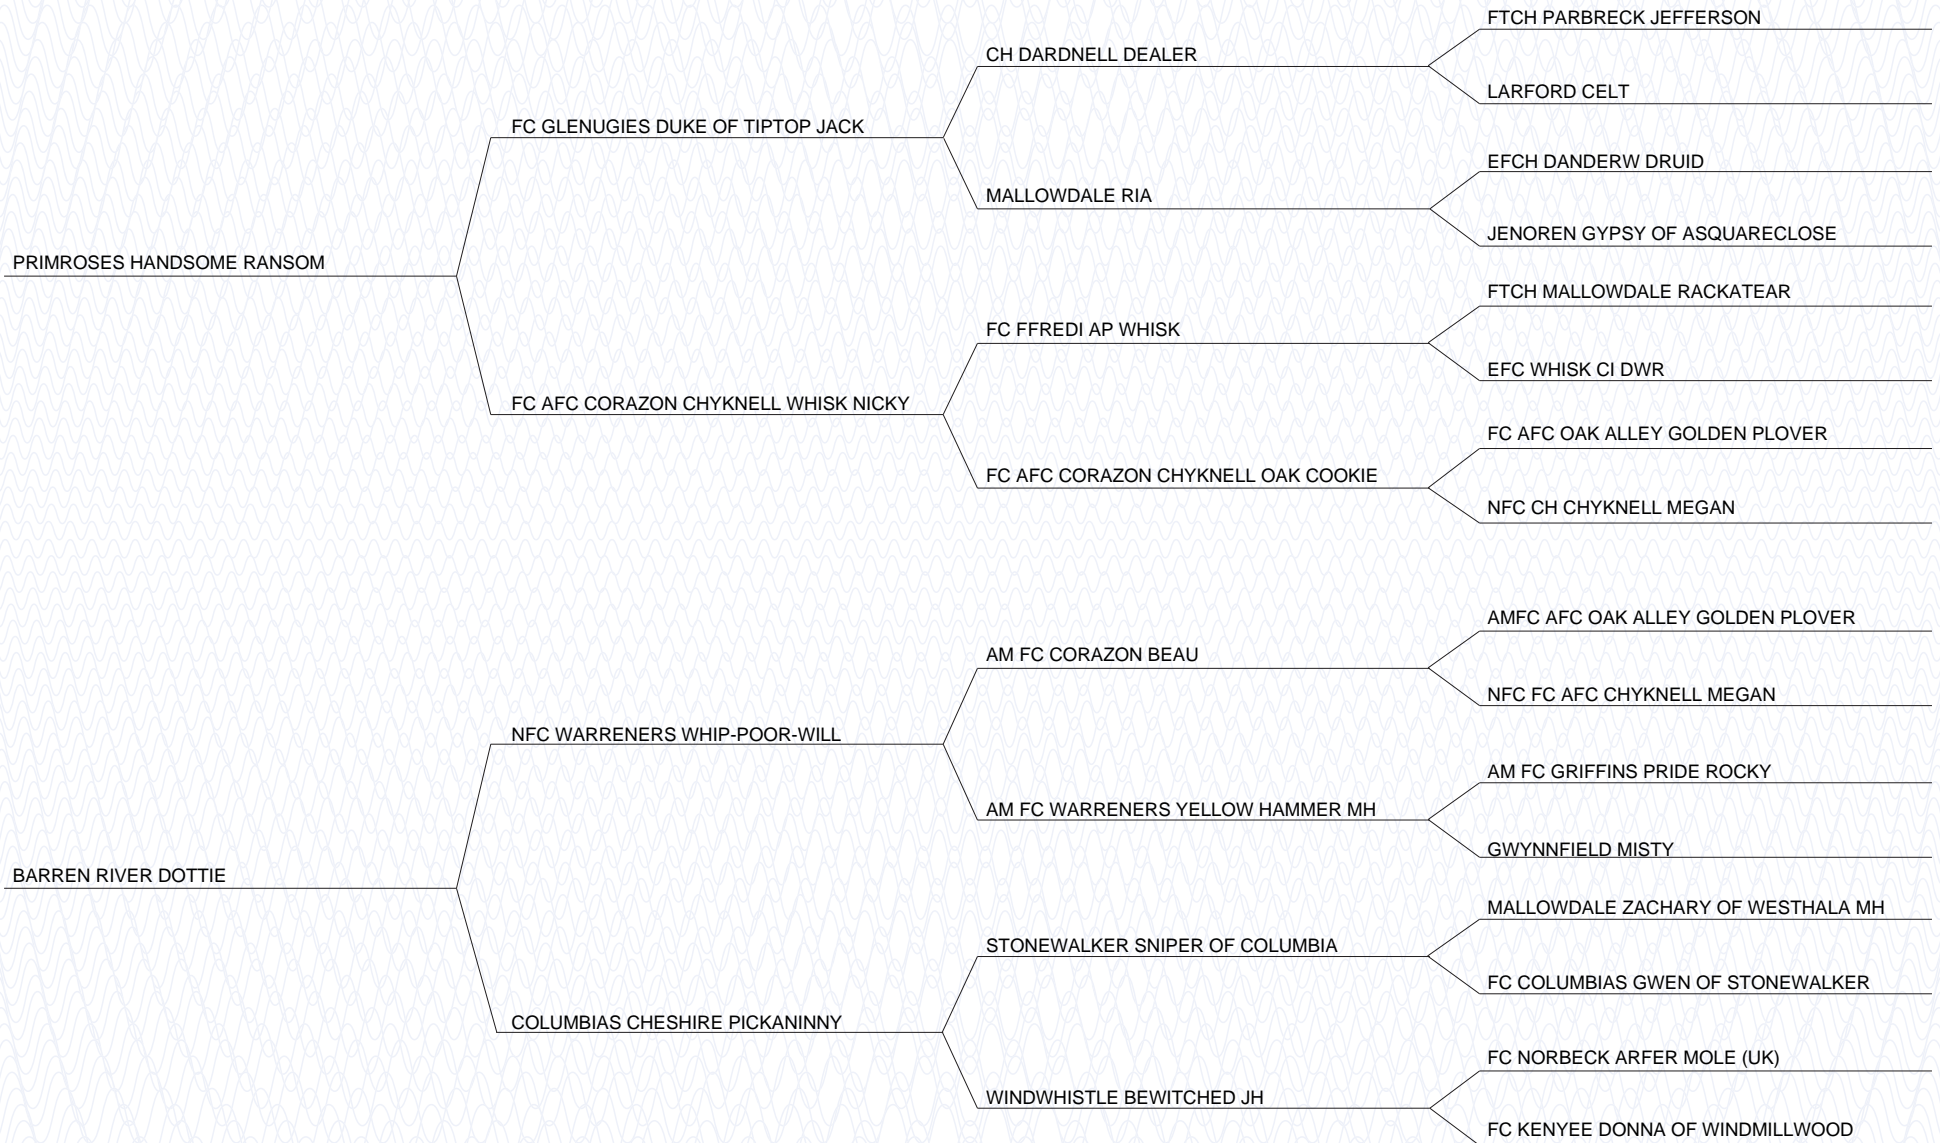 FTCH PARBRECK JEFFERSON
CH DARDNELL DEALER
LARFORD CELT
FC GLENUGIES DUKE OF TIPTOP JACK
EFCH DANDERW DRUID
MALLOWDALE RIA
JENOREN GYPSY OF ASQUARECLOSE
PRIMROSES HANDSOME RANSOM
FTCH MALLOWDALE RACKATEAR
FC FFREDI AP WHISK
EFC WHISK CI DWR
FC AFC CORAZON CHYKNELL WHISK NICKY
FC AFC OAK ALLEY GOLDEN PLOVER
FC AFC CORAZON CHYKNELL OAK COOKIE
NFC CH CHYKNELL MEGAN
AMFC AFC OAK ALLEY GOLDEN PLOVER
AM FC CORAZON BEAU
NFC FC AFC CHYKNELL MEGAN
NFC WARRENERS WHIP-POOR-WILL
AM FC GRIFFINS PRIDE ROCKY
AM FC WARRENERS YELLOW HAMMER MH
GWYNNFIELD MISTY
BARREN RIVER DOTTIE
MALLOWDALE ZACHARY OF WESTHALA MH
STONEWALKER SNIPER OF COLUMBIA
FC COLUMBIAS GWEN OF STONEWALKER
COLUMBIAS CHESHIRE PICKANINNY
FC NORBECK ARFER MOLE (UK)
WINDWHISTLE BEWITCHED JH
FC KENYEE DONNA OF WINDMILLWOOD